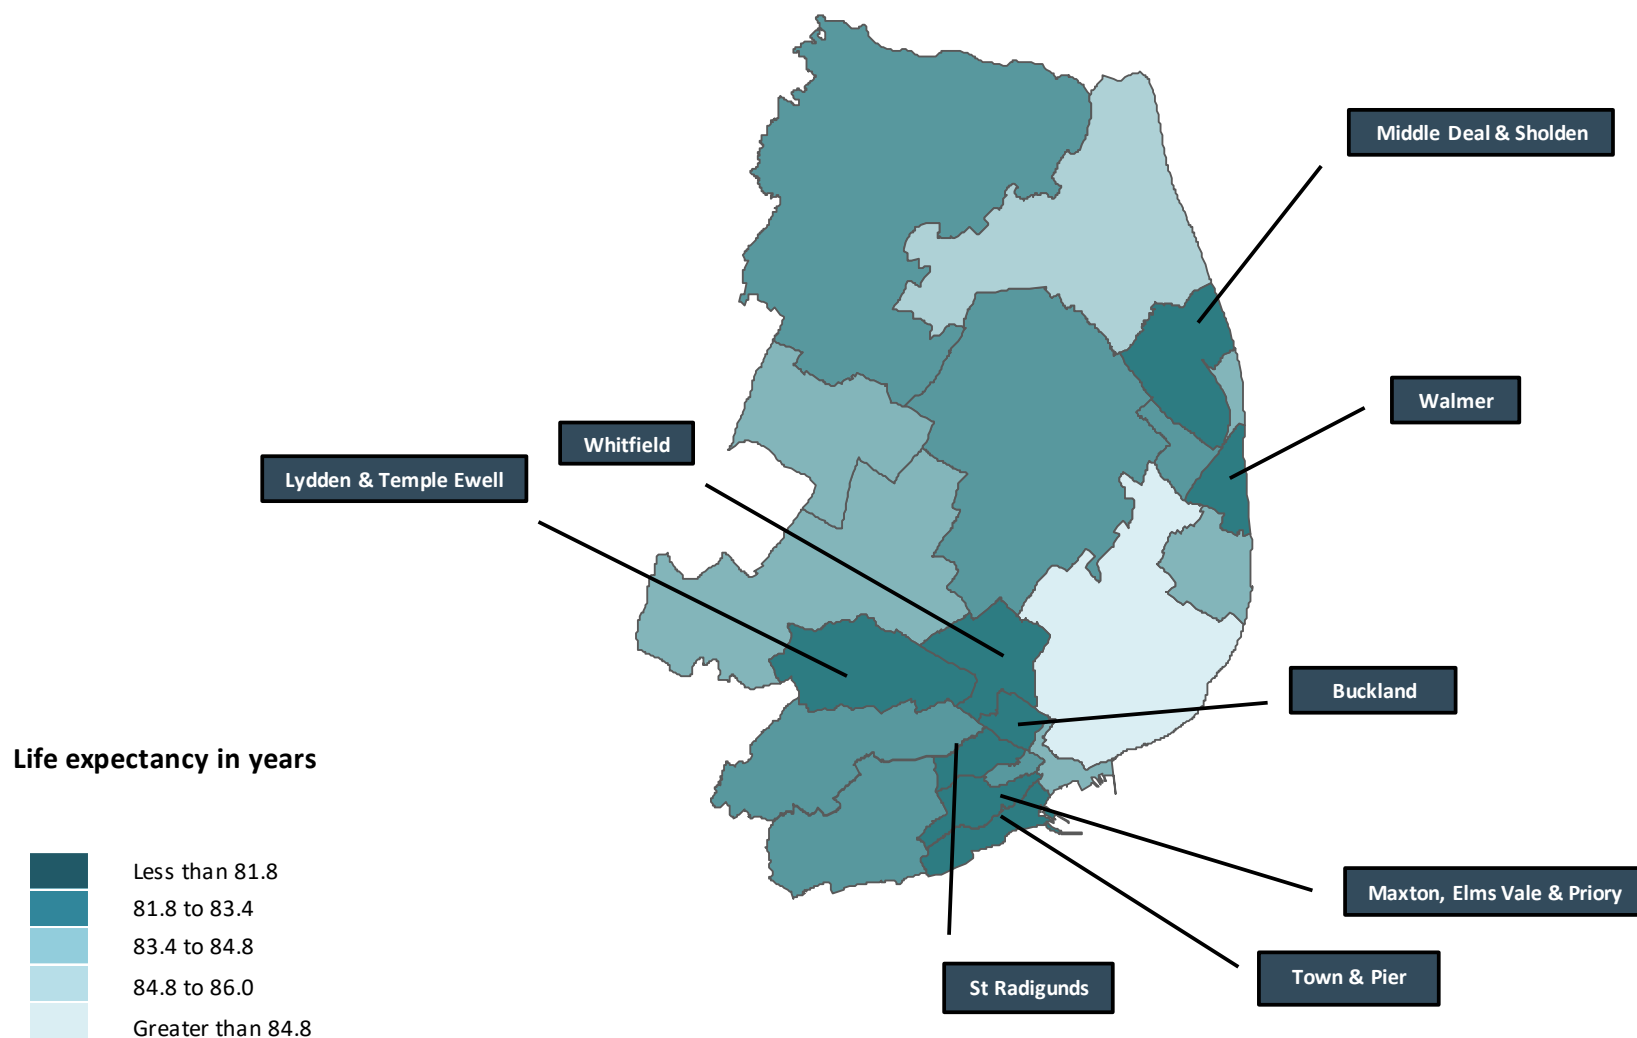 Middle Deal & Sholden
Walmer
Whitfield
Lydden & Temple Ewell
Buckland
Life expectancy in years
Less than 81.8
81.8 to 83.4
83.4 to 84.8
84.8 to 86.0
Greater than 84.8
Maxton, Elms Vale & Priory
Town & Pier
St Radigunds